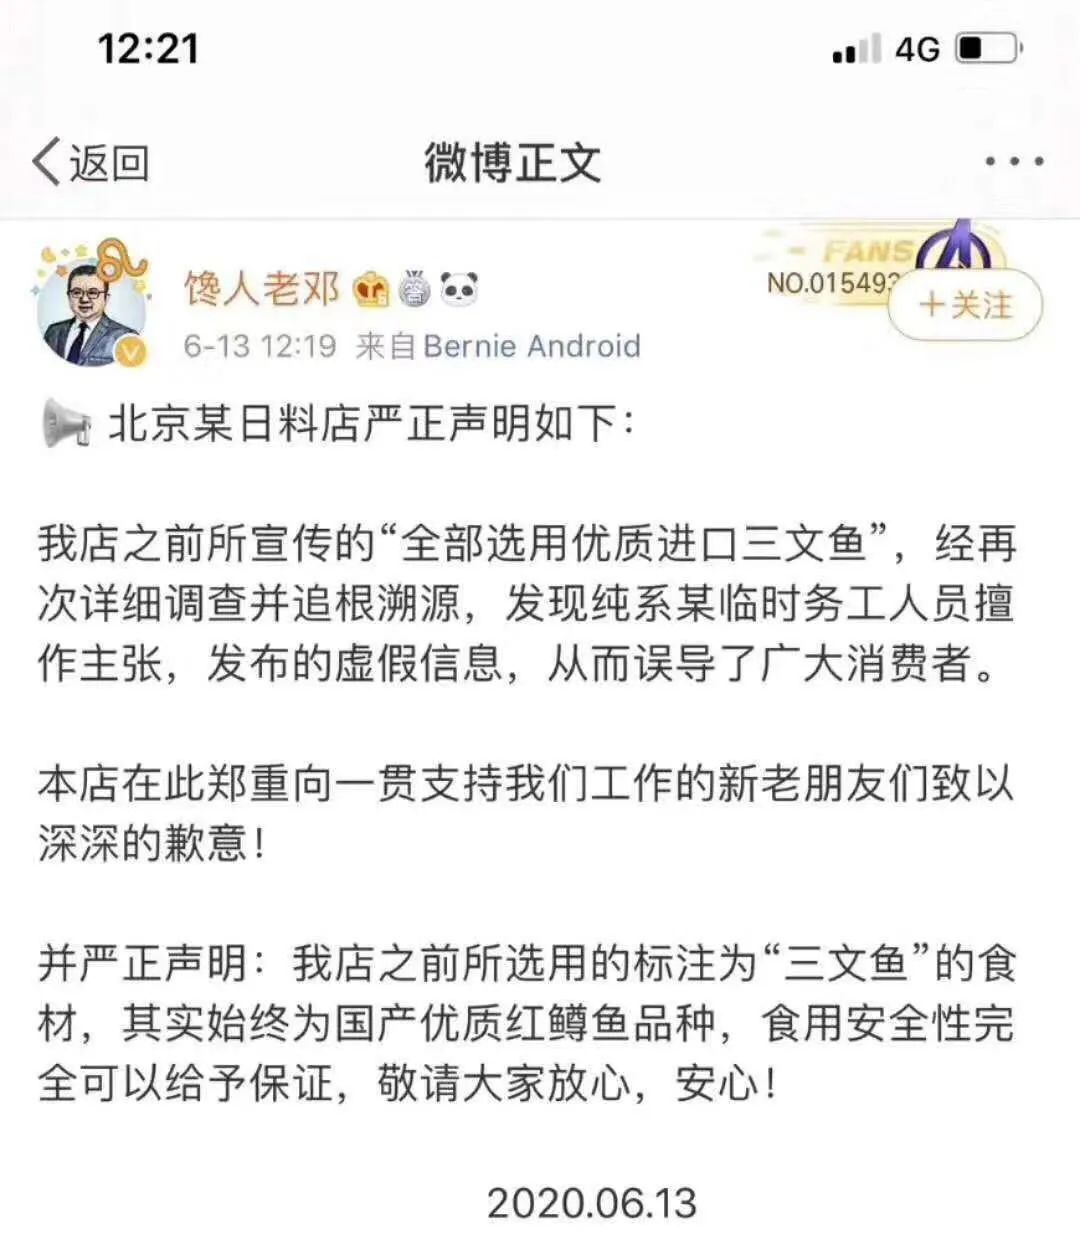 12:21
4G
返回
微博正文
FANS
馋人老邓
NO.015493
+关注
6-13 12:19 来自 Bernie Android
北京某日料店严正声明如下：
我店之前所宣传的“全部选用优质进口三文鱼”，经再
次详细调查并追根溯源，发现纯系某临时务工人员擅
作主张，发布的虚假信息，从而误导了广大消费者。
本店在此郑重向一贯支持我们工作的新老朋友们致以
深深的歉意！
并严正声明：我店之前所选用的标注为“三文鱼”的食
材，其实始终为国产优质红鳟鱼品种，食用安全性完
全可以给予保证，敬请大家放心，安心！
2020.06.13